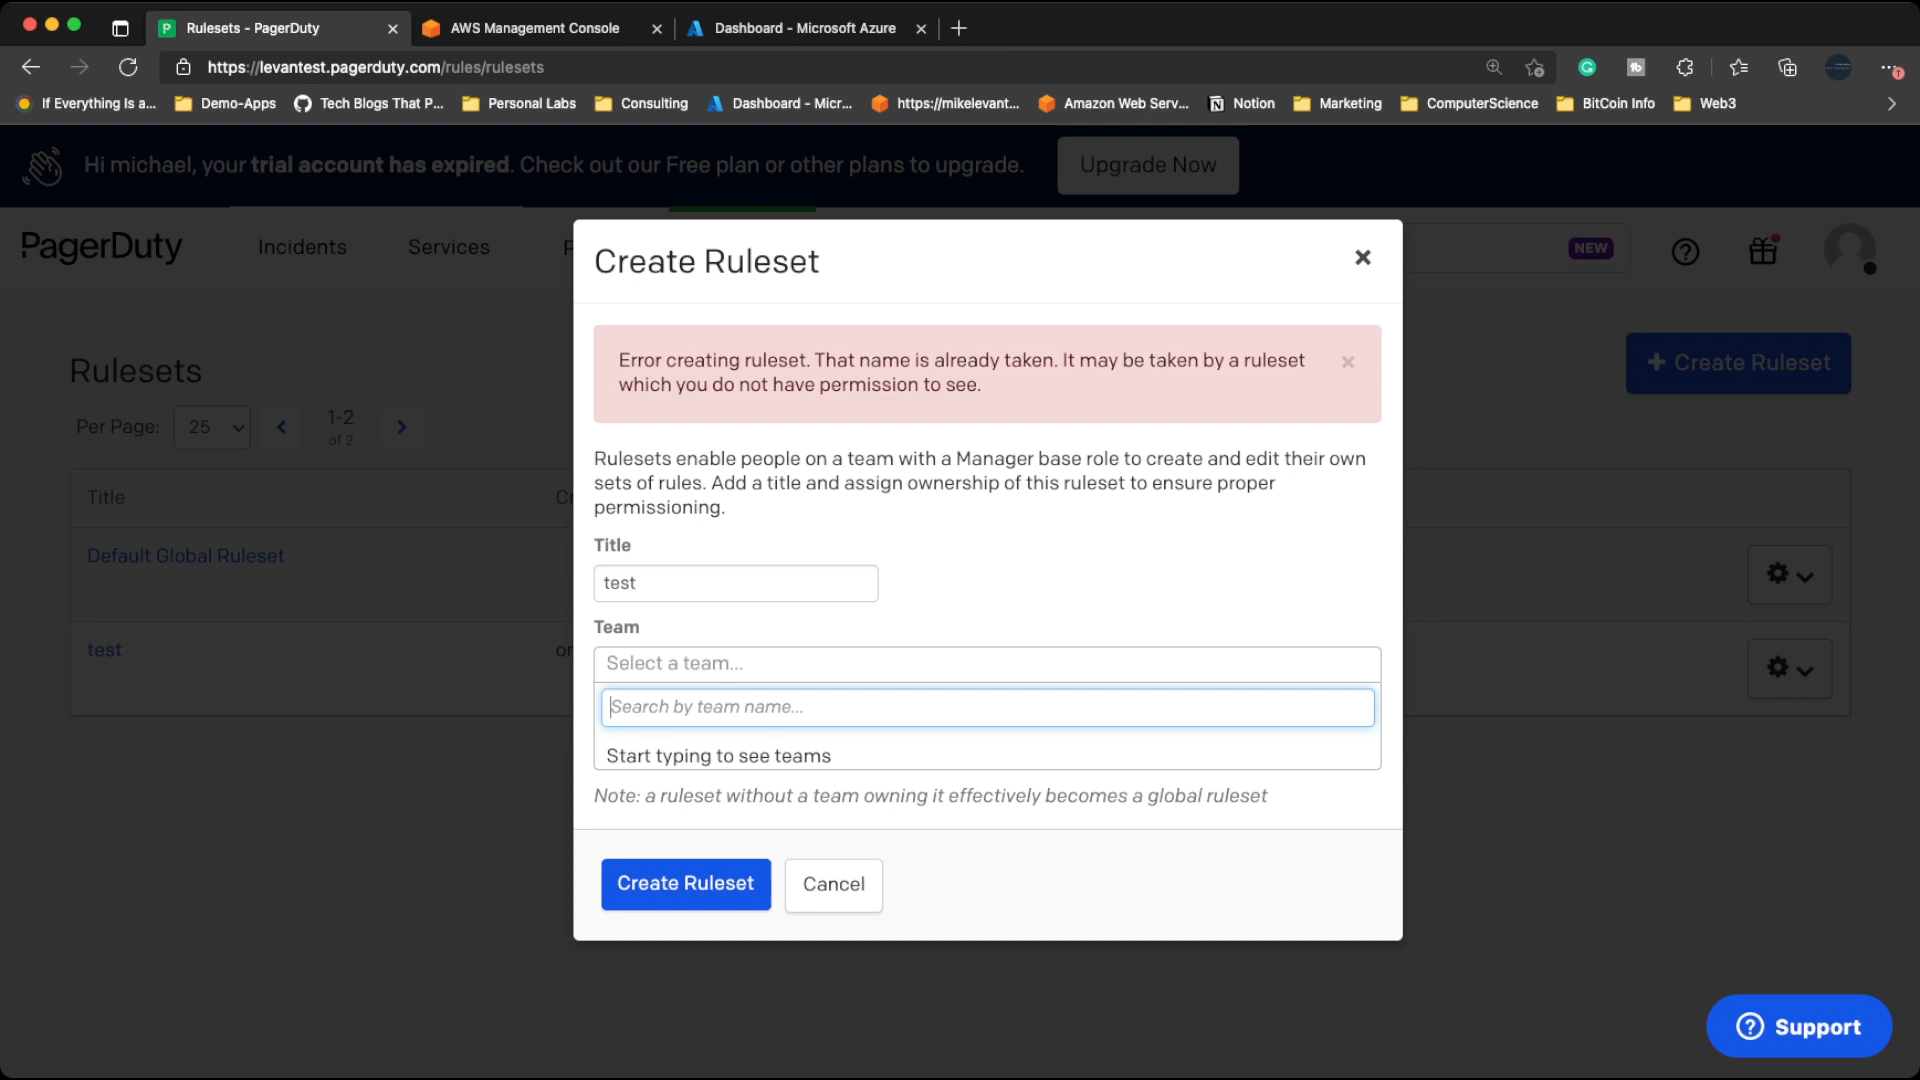 Rulesets - PagerDuty
AWS Management Console
Dashboard - Microsoft Azure
https://levantest.pagerduty.com/rules/rulesets
If Everything Is a...
Demo-Apps
Tech Blogs That P...
Personal Labs
Consulting
Dashboard - Micr...
https://mikelevant...
Amazon Web Serv...
Notion
Marketing
ComputerScience
BitCoin Info
Web3
Hi michael, your trial account has expired. Check out our Free plan or other plans to upgrade.
Upgrade Now
PagerDuty
Incidents
Services
P
NEW
Create Ruleset
Error creating ruleset. That name is already taken. It may be taken by a ruleset
which you do not have permission to see.
Rulesets
+ Create Ruleset
Per Page:
25
1-2
of 2
Rulesets enable people on a team with a Manager base role to create and edit their own
sets of rules. Add a title and assign ownership of this ruleset to ensure proper
permissioning.
Title
Cr
Default Global Ruleset
test
or
Title
test
Team
Select a team...
Search by team name...
Start typing to see teams
Note: a ruleset without a team owning it effectively becomes a global ruleset
Create Ruleset
Cancel
Support